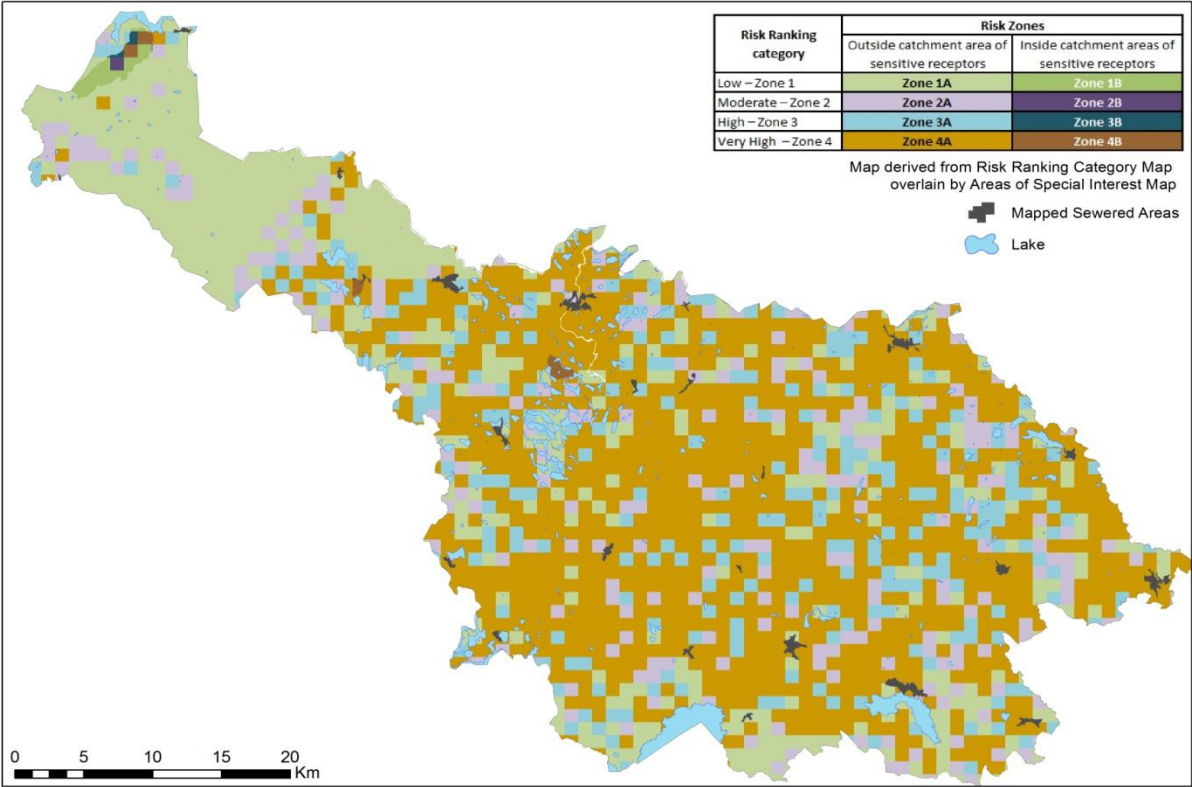 Risk Ranking category
Risk Zones
Outside catchment area of sensitive receptors
Inside catchment areas of sensitive receptors
Low – Zone 1 Zone 1A Zone 1B
Moderate – Zone 2 Zone 2A Zone 2B
High – Zone 3 Zone 3A Zone 3B
Very High – Zone 4 Zone 4A Zone 4B
Map derived from Risk Ranking Category Map
overlain by Areas of Special Interest Map
Mapped Sewered Areas
Lake
0 5 10 15 20
Km